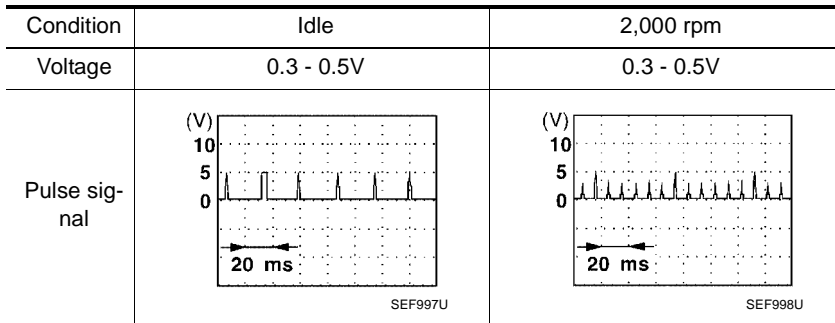 Condition Idle 2,000 rpm
Voltage 0.3 - 0.5V 0.3 - 0.5V
Pulse sig-
nal
(V)
10
5
0
20 ms
SEF997U
(V)
10
5
0
20 ms
SEF998U